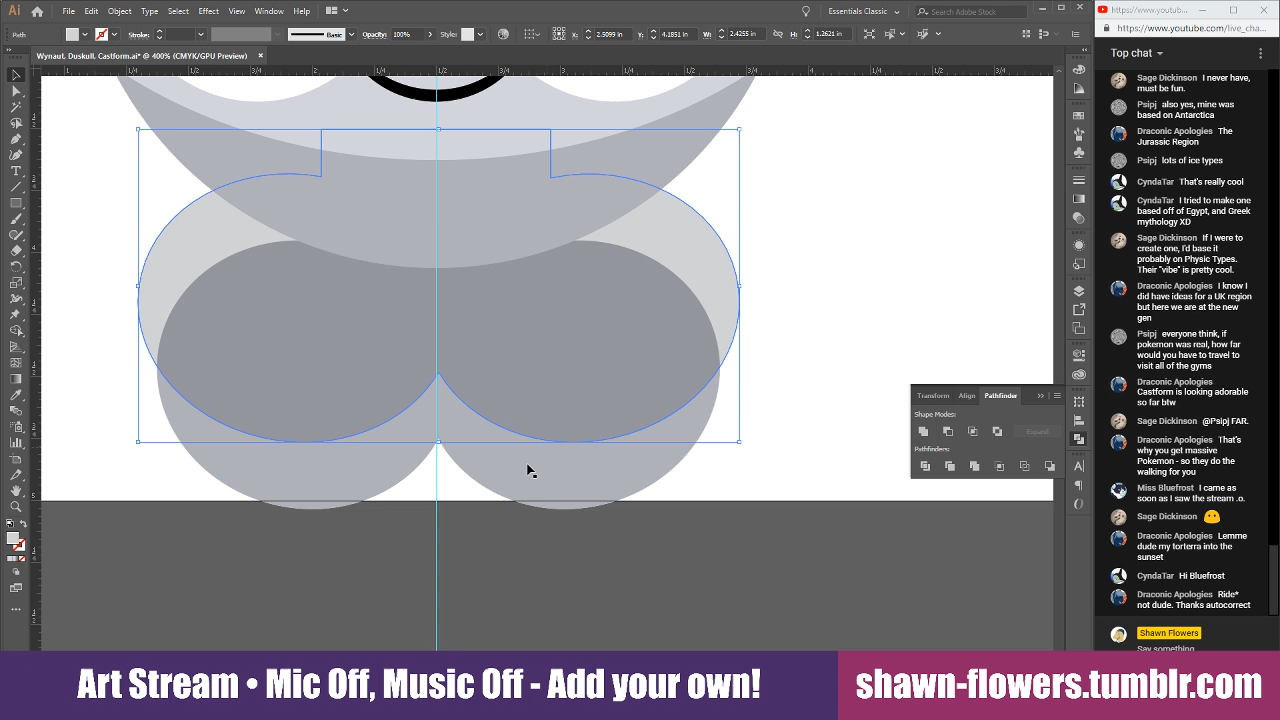 Ai File Edit Object Type Select Effect View Window Help Essentials Classic Search Adobe Stock
https://www.youtube...
Path Stroke: Basic Opacity: Style: X: 2.5099 in Y: 4.1851 in W: 2.4255 in H: 1.2621 in
https://www.youtube.com/live_cha...
Wynaut, Duskull, Castform.ai* @ 400% (CMYK/GPU Preview)
Top chat
Sage Dickinson I never have,
must be fun.
Psipj also yes, mine was
based on Antarctica
Draconic Apologies The
Jurassic Region
Psipj lots of ice types
CyndaTar That's really cool
CyndaTar I tried to make one
based off of Egypt, and Greek
mythology XD
Sage Dickinson If I were to
create one, I'd base it
probably on Physic Types.
Their "vibe" is pretty cool.
Draconic Apologies I know I
did have ideas for a UK region
but here we are at the new
gen
Psipj everyone think, if
pokemon was real, how far
would you have to travel to
visit all of the gyms
Draconic Apologies
Castform is looking adorable
so far btw
Sage Dickinson @Psipj FAR.
Draconic Apologies That's
why you get massive
Pokemon - so they do the
walking for you
Miss Bluefrost I came as
soon as I saw the stream .o.
Sage Dickinson
Draconic Apologies Lemme
dude my torterra into the
sunset
CyndaTar Hi Bluefrost
Draconic Apologies Ride*
not dude. Thanks autocorrect
Shawn Flowers
Say something...
Transform Align Pathfinder
Shape Modes:
Expand
Pathfinders:
Art Stream • Mic Off, Music Off - Add your own!
shawn-flowers.tumblr.com